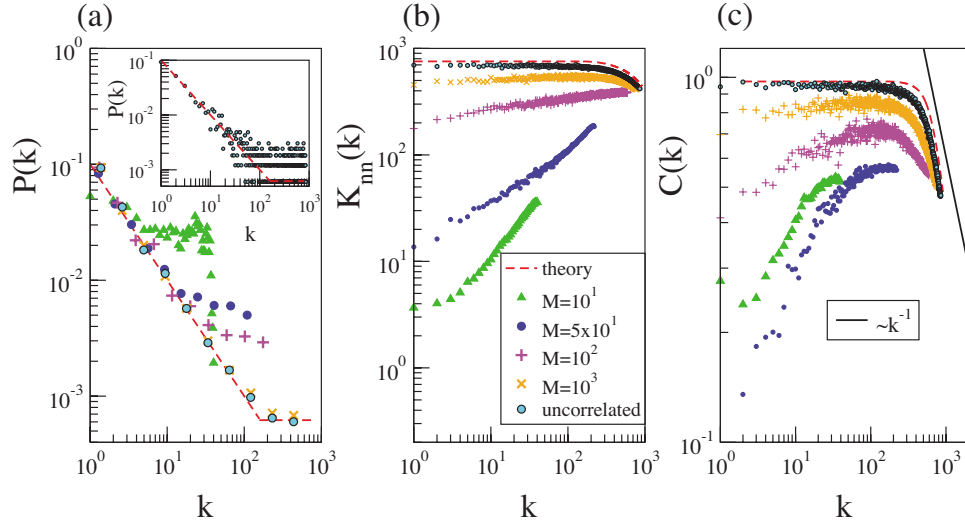 (a)
(b)
(c)
P(k)
10^0
10^-1
10^-2
10^-3
10^0
10^1
10^2
10^3
k
P(k)
10^-1
10^-2
10^-3
10^0
10^1
10^2
10^3
k
K_nn(k)
10^3
10^2
10^1
10^0
10^0
10^1
10^2
10^3
k
theory
M=10^1
M=5x10^1
M=10^2
M=10^3
uncorrelated
C(k)
10^0
10^-1
10^0
10^1
10^2
10^3
k
~k^-1